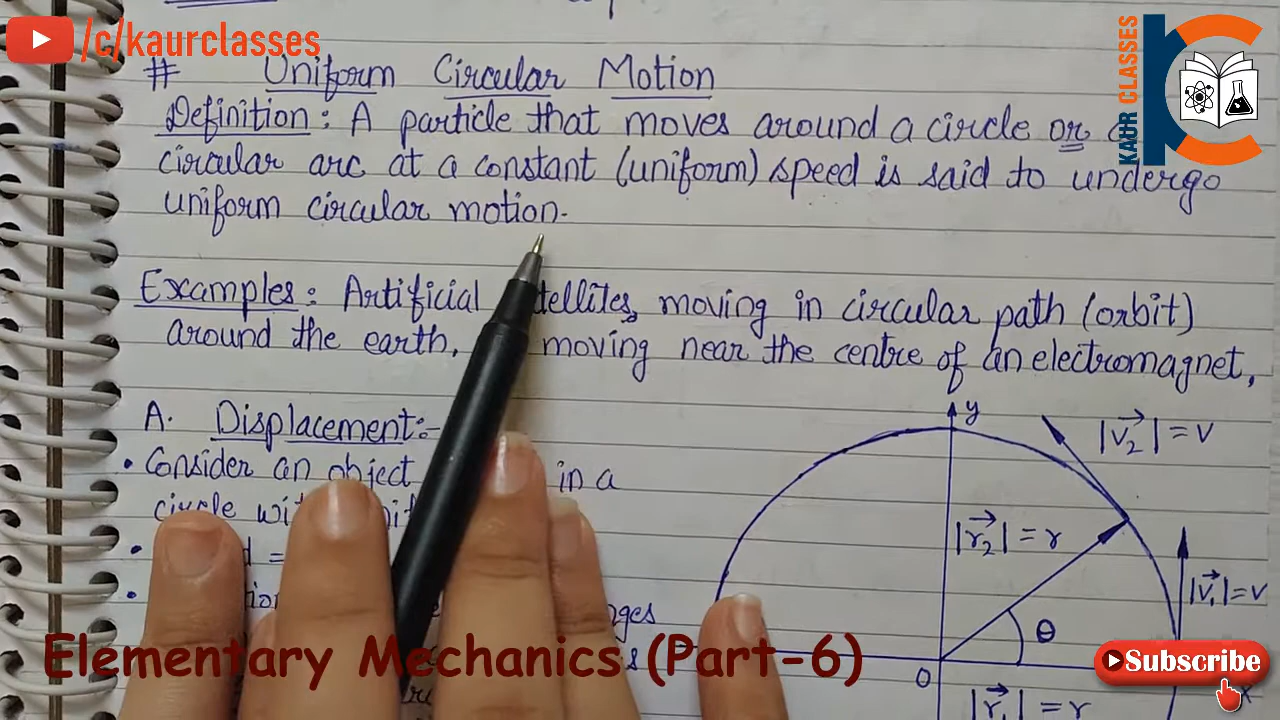 /c/kaurclasses
KAUR CLASSES
# Uniform Circular Motion
Definition: A particle that moves around a circle or a
circular arc at a constant (uniform) speed is said to undergo
uniform circular motion.
Examples: Artificial satellites, moving in circular path (orbit)
around the earth, moving near the centre of an electromagnet,
A. Displacement:-
• Consider an object in a
circle
y
|v₂| = v
|r₂| = r
|v₁| = v
θ
O
|r₁| = r
x
Elementary Mechanics (Part-6)
Subscribe